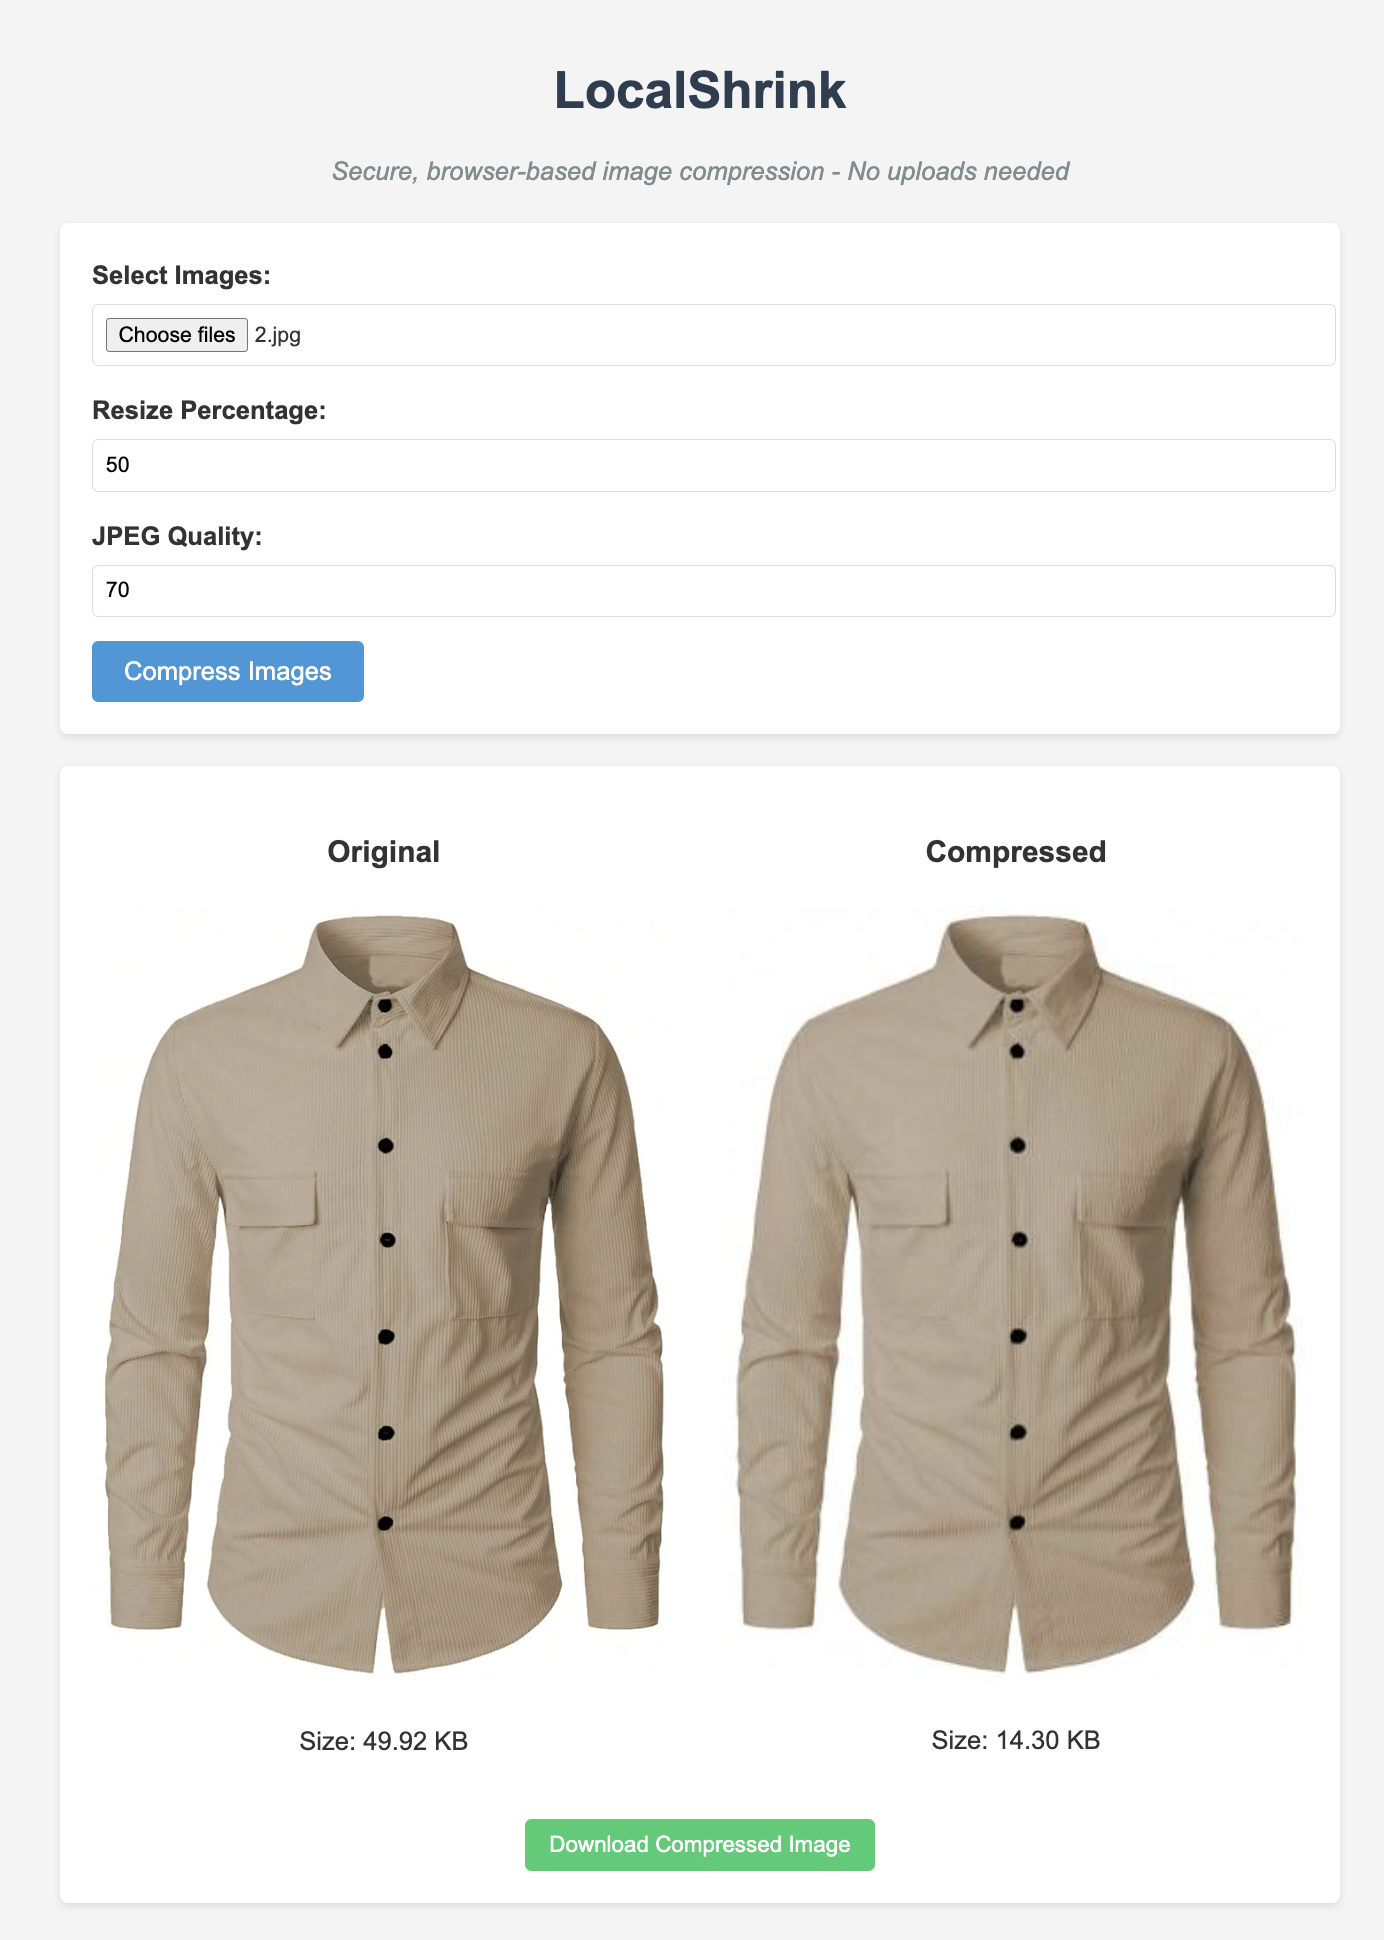 LocalShrink
Secure, browser-based image compression - No uploads needed
Select Images:
Choose files 2.jpg
Resize Percentage:
50
JPEG Quality:
70
Compress Images
Original
Compressed
Size: 49.92 KB
Size: 14.30 KB
Download Compressed Image